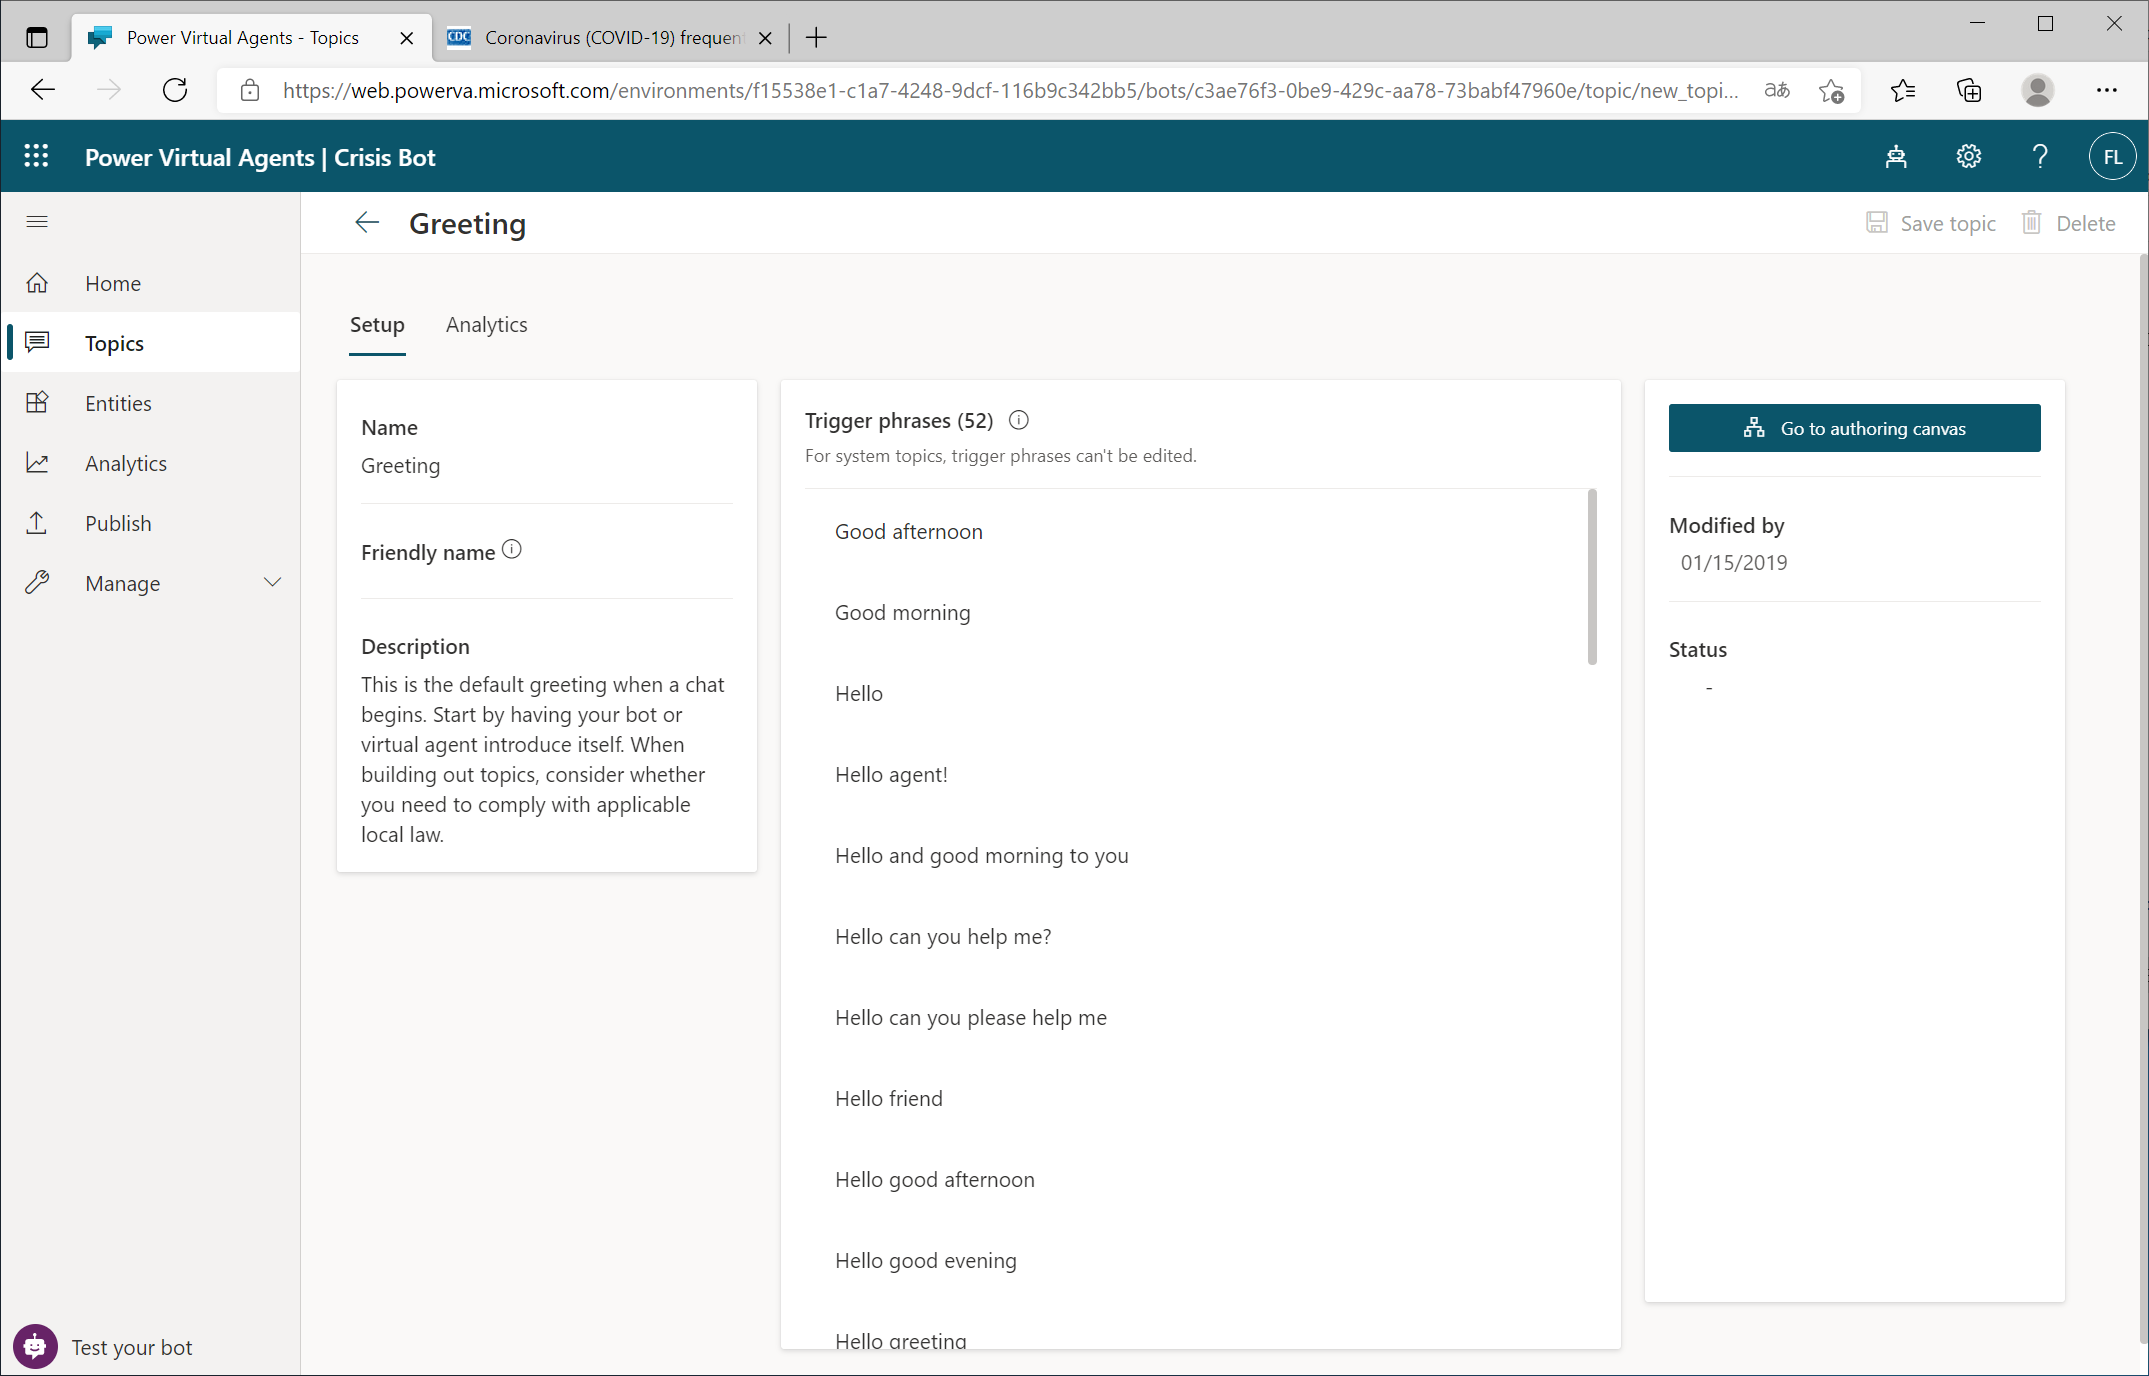 Power Virtual Agents - Topics
CDC
Coronavirus (COVID-19) frequen
https://web.powerva.microsoft.com/environments/f15538e1-c1a7-4248-9dcf-116b9c342bb5/bots/c3ae76f3-0be9-429c-aa78-73babf47960e/topic/new_topi...
aあ
Power Virtual Agents | Crisis Bot
FL
Greeting
Save topic
Delete
Home
Topics
Entities
Analytics
Publish
Manage
Test your bot
Setup
Analytics
Name
Greeting
Friendly name
Description
This is the default greeting when a chat
begins. Start by having your bot or
virtual agent introduce itself. When
building out topics, consider whether
you need to comply with applicable
local law.
Trigger phrases (52)
For system topics, trigger phrases can't be edited.
Good afternoon
Good morning
Hello
Hello agent!
Hello and good morning to you
Hello can you help me?
Hello can you please help me
Hello friend
Hello good afternoon
Hello good evening
Hello greeting
Go to authoring canvas
Modified by
01/15/2019
Status
-